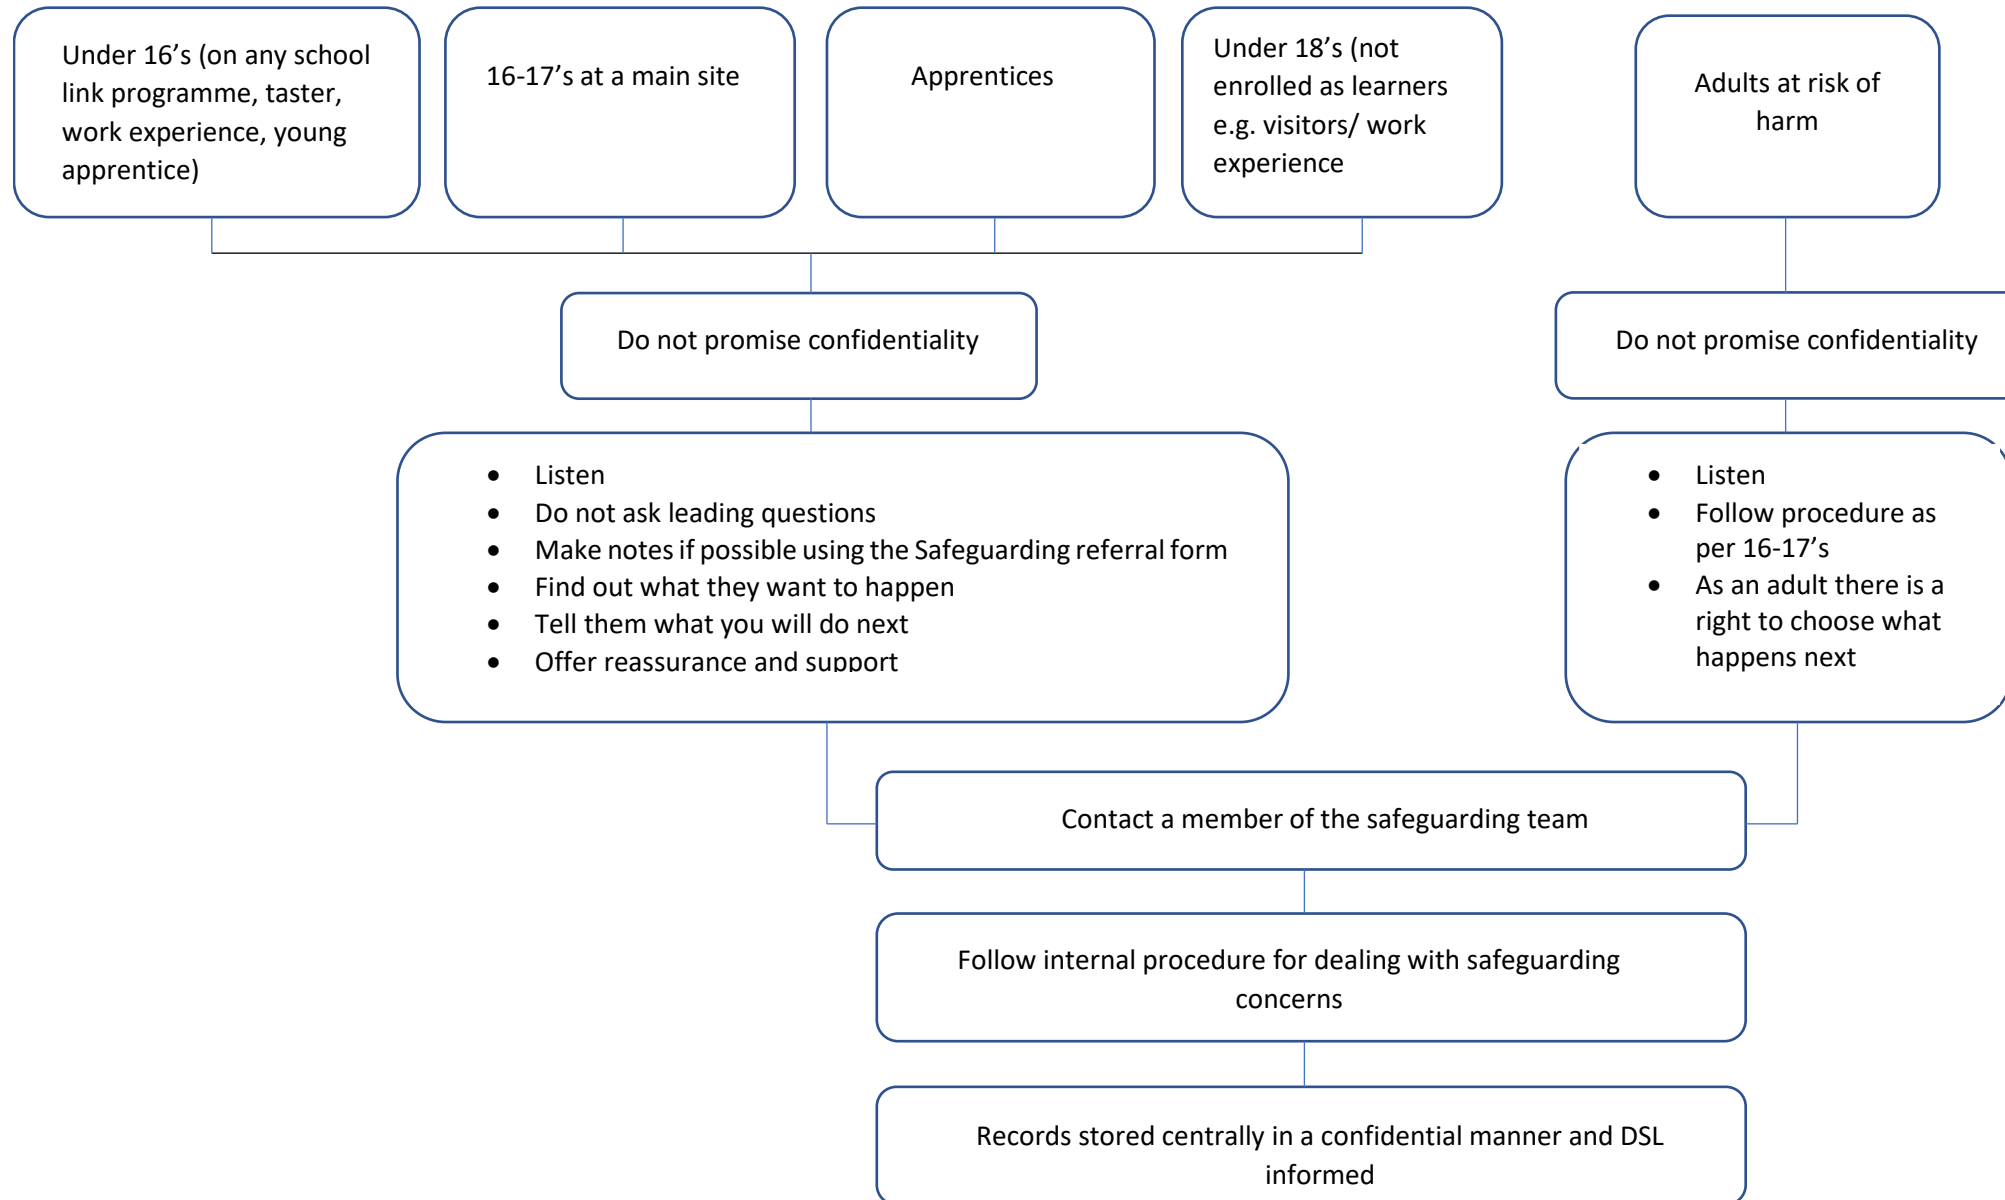 Under 16’s (on any school
link programme, taster,
work experience, young
apprentice)
16-17’s at a main site
Apprentices
Under 18’s (not
enrolled as learners
e.g. visitors/ work
experience
Adults at risk of
harm
Do not promise confidentiality
Do not promise confidentiality
• Listen
• Do not ask leading questions
• Make notes if possible using the Safeguarding referral form
• Find out what they want to happen
• Tell them what you will do next
• Offer reassurance and support
• Listen
• Follow procedure as
per 16-17’s
• As an adult there is a
right to choose what
happens next
Contact a member of the safeguarding team
Follow internal procedure for dealing with safeguarding
concerns
Records stored centrally in a confidential manner and DSL
informed